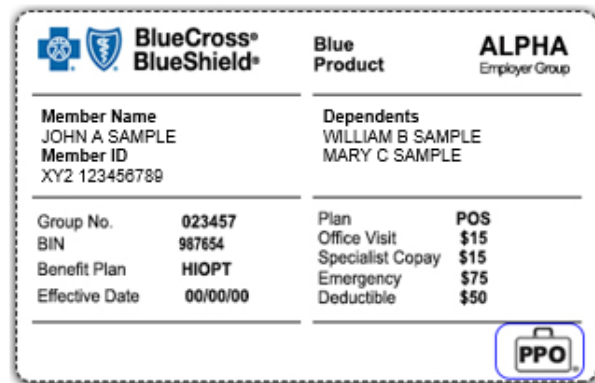 BlueCross®
BlueShield®
Blue
Product
ALPHA
Employer Group
Member Name
JOHN A SAMPLE
Member ID
XY2 123456789
Dependents
WILLIAM B SAMPLE
MARY C SAMPLE
Group No. 023457
BIN 987654
Benefit Plan HIOPT
Effective Date 00/00/00
Plan POS
Office Visit $15
Specialist Copay $15
Emergency $75
Deductible $50
PPO®